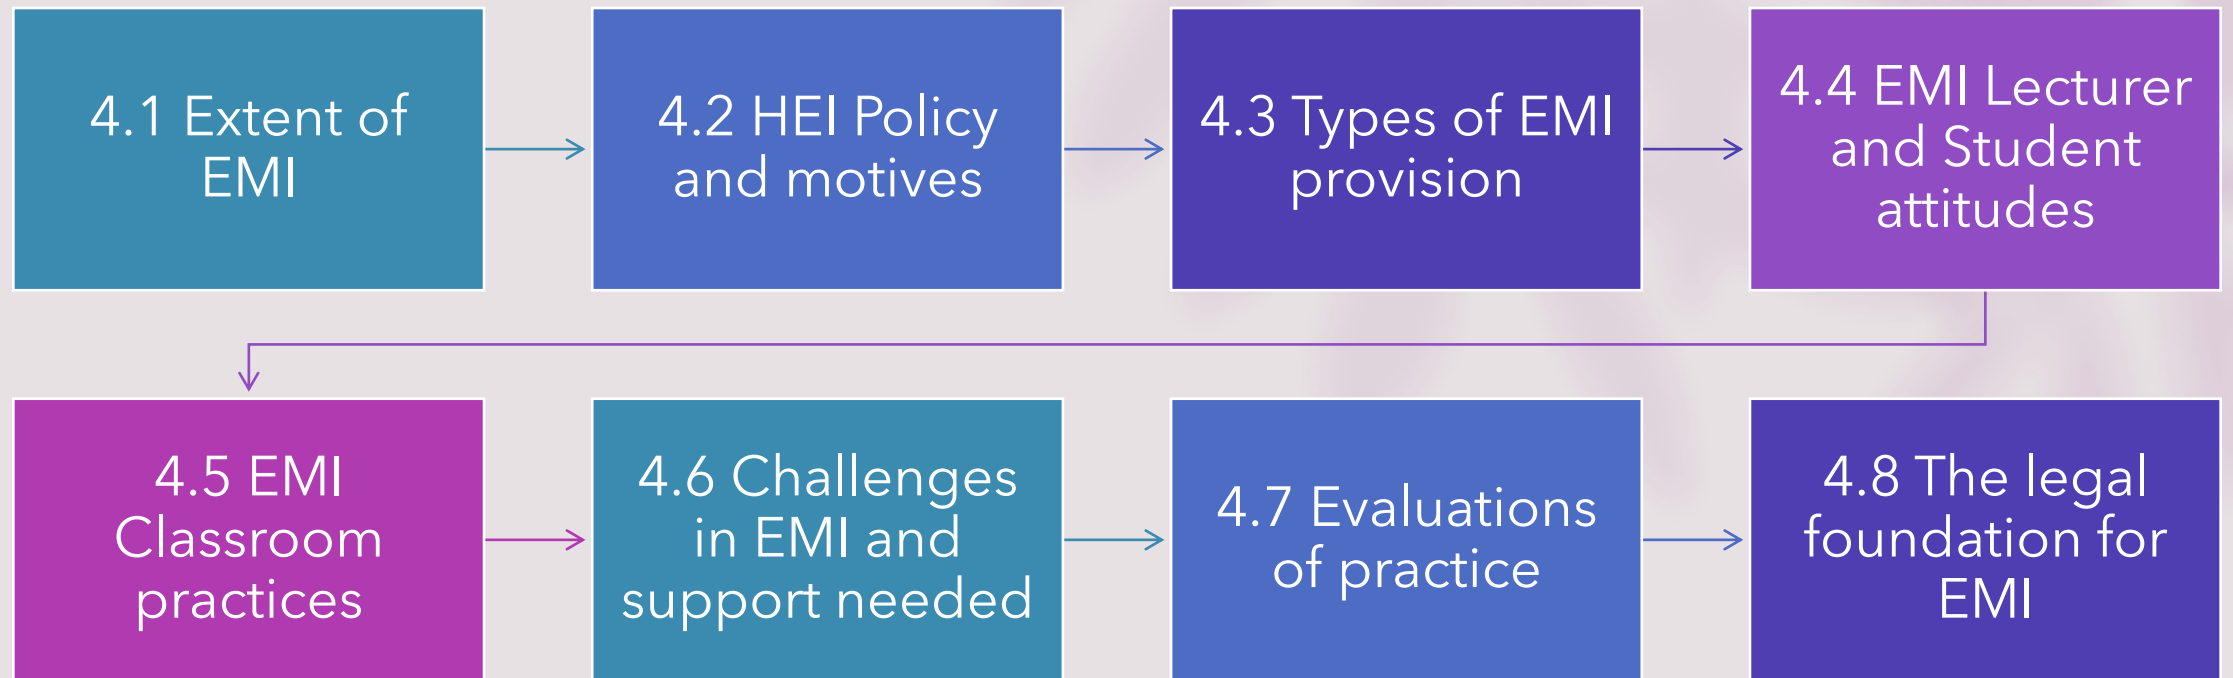 4.1 Extent of
EMI
4.2 HEI Policy
and motives
4.3 Types of EMI
provision
4.4 EMI Lecturer
and Student
attitudes
4.5 EMI
Classroom
practices
4.6 Challenges
in EMI and
support needed
4.7 Evaluations
of practice
4.8 The legal
foundation for
EMI